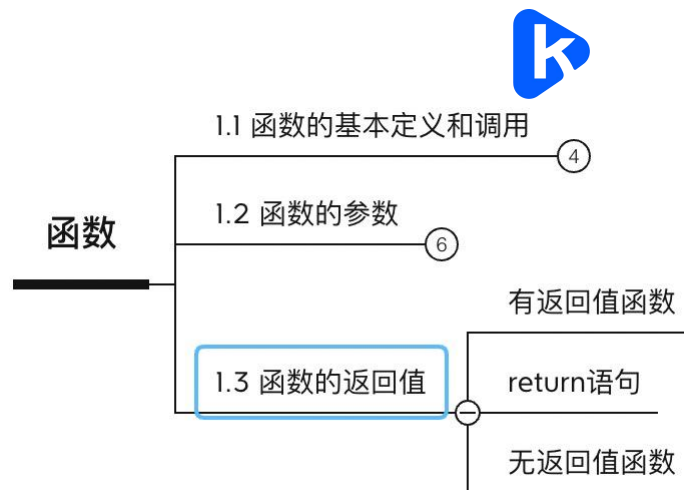 k
1.1 函数的基本定义和调用
4
1.2 函数的参数
6
函数
有返回值函数
1.3 函数的返回值
return语句
无返回值函数